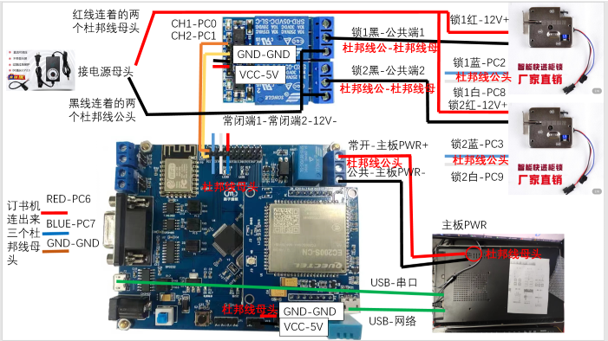 红线连着的两
个杜邦线母头
接电源母头
黑线连着的两
个杜邦线公头
CH1-PC0
CH2-PC1
GND-GND
VCC-5V
锁1黑-公共端1
杜邦线公-杜邦线母
锁2黑-公共端2
杜邦线公-杜邦线母
常闭端1-常闭端2-12V-
锁1红-12V+
锁1蓝-PC2
杜邦线公头
锁1白-PC8
锁2红-12V+
智能快递柜锁
厂家直销
锁2蓝-PC3
杜邦线公头
锁2白-PC9
智能快递柜锁
厂家直销
常开-主板PWR+
杜邦线公头
公共-主板PWR-
杜邦线母头
订书机
连出来
三个杜
邦线母
头
RED-PC6
BLUE-PC7
GND-GND
QUECTEL
主板PWR
杜邦线母头
USB-串口
USB-网络
杜邦线母头
GND-GND
VCC-5V